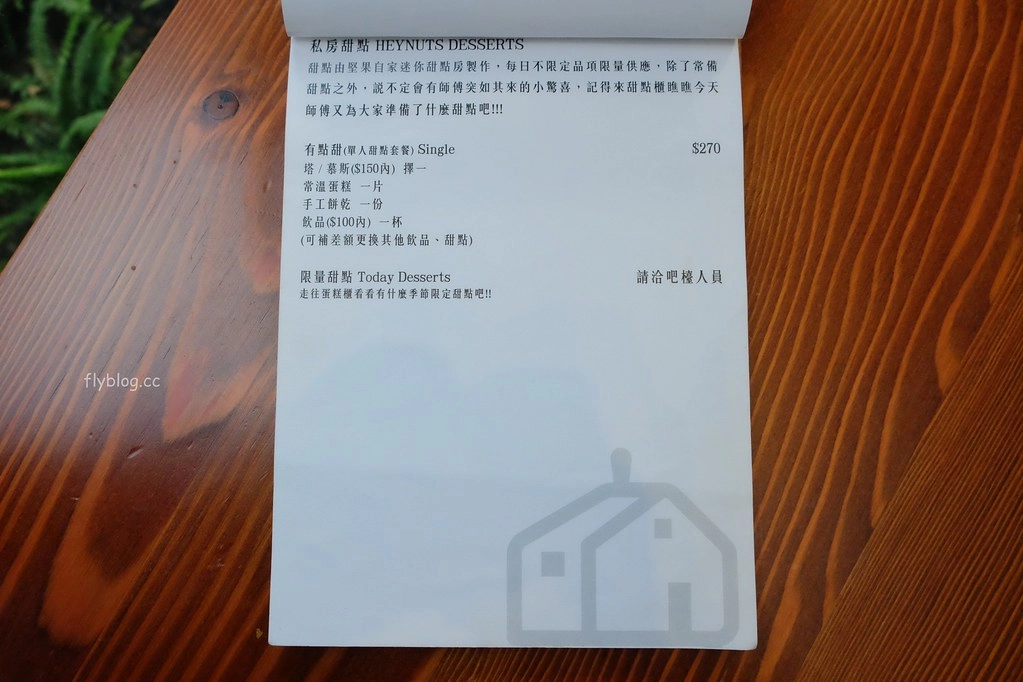 私房甜點 HEYNUTS DESSERTS
甜點由堅果自家迷你甜點房製作，每日不限定品項限量供應，除了常備
甜點之外，說不定會有師傅突如其來的小驚喜，記得來甜點櫃瞧瞧今天
師傅又為大家準備了什麼甜點吧!!!
有點甜(單人甜點套餐) Single $270
塔 / 慕斯($150內) 擇一
常溫蛋糕 一片
手工餅乾 一份
飲品($100內) 一杯
(可補差額更換其他飲品、甜點)
限量甜點 Today Desserts 請洽吧檯人員
走往蛋糕櫃看看有什麼季節限定甜點吧!!
flyblog.cc